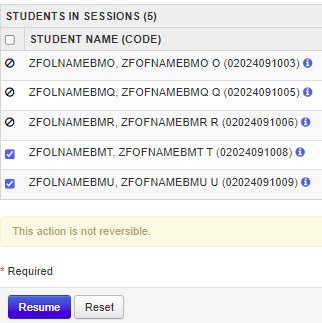 STUDENTS IN SESSIONS (5)
STUDENT NAME (CODE)
ZFOLNAMEBMO, ZFOFNAMEBMO O (02024091003)
ZFOLNAMEBMQ, ZFOFNAMEBMQ Q (02024091005)
ZFOLNAMEBMR, ZFOFNAMEBMR R (02024091006)
ZFOLNAMEBMT, ZFOFNAMEBMT T (02024091008)
ZFOLNAMEBMU, ZFOFNAMEBMU U (02024091009)
This action is not reversible.
* Required
Resume Reset